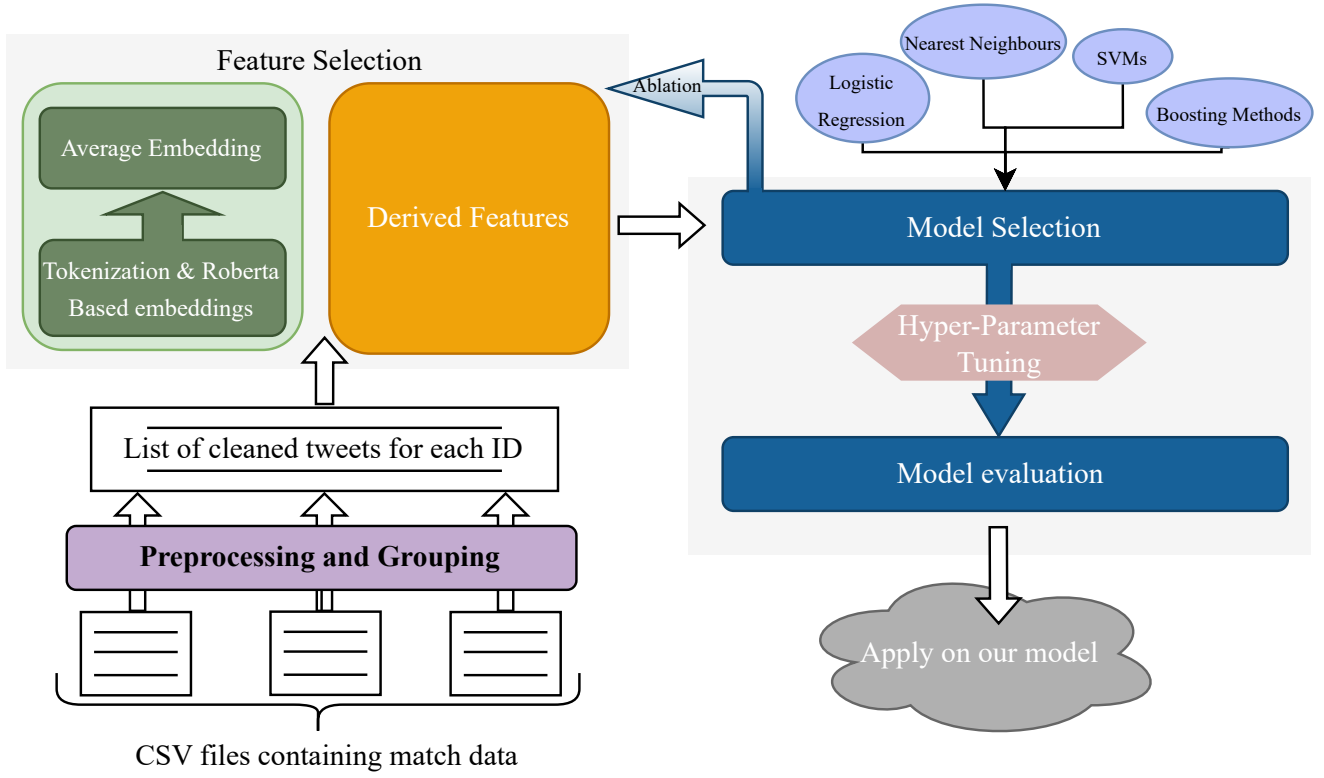 Feature Selection
Average Embedding
Tokenization & Roberta
Based embeddings
Derived Features
Ablation
Logistic
Regression
Nearest Neighbours
SVMs
Boosting Methods
Model Selection
Hyper-Parameter
Tuning
Model evaluation
Apply on our model
List of cleaned tweets for each ID
Preprocessing and Grouping
CSV files containing match data